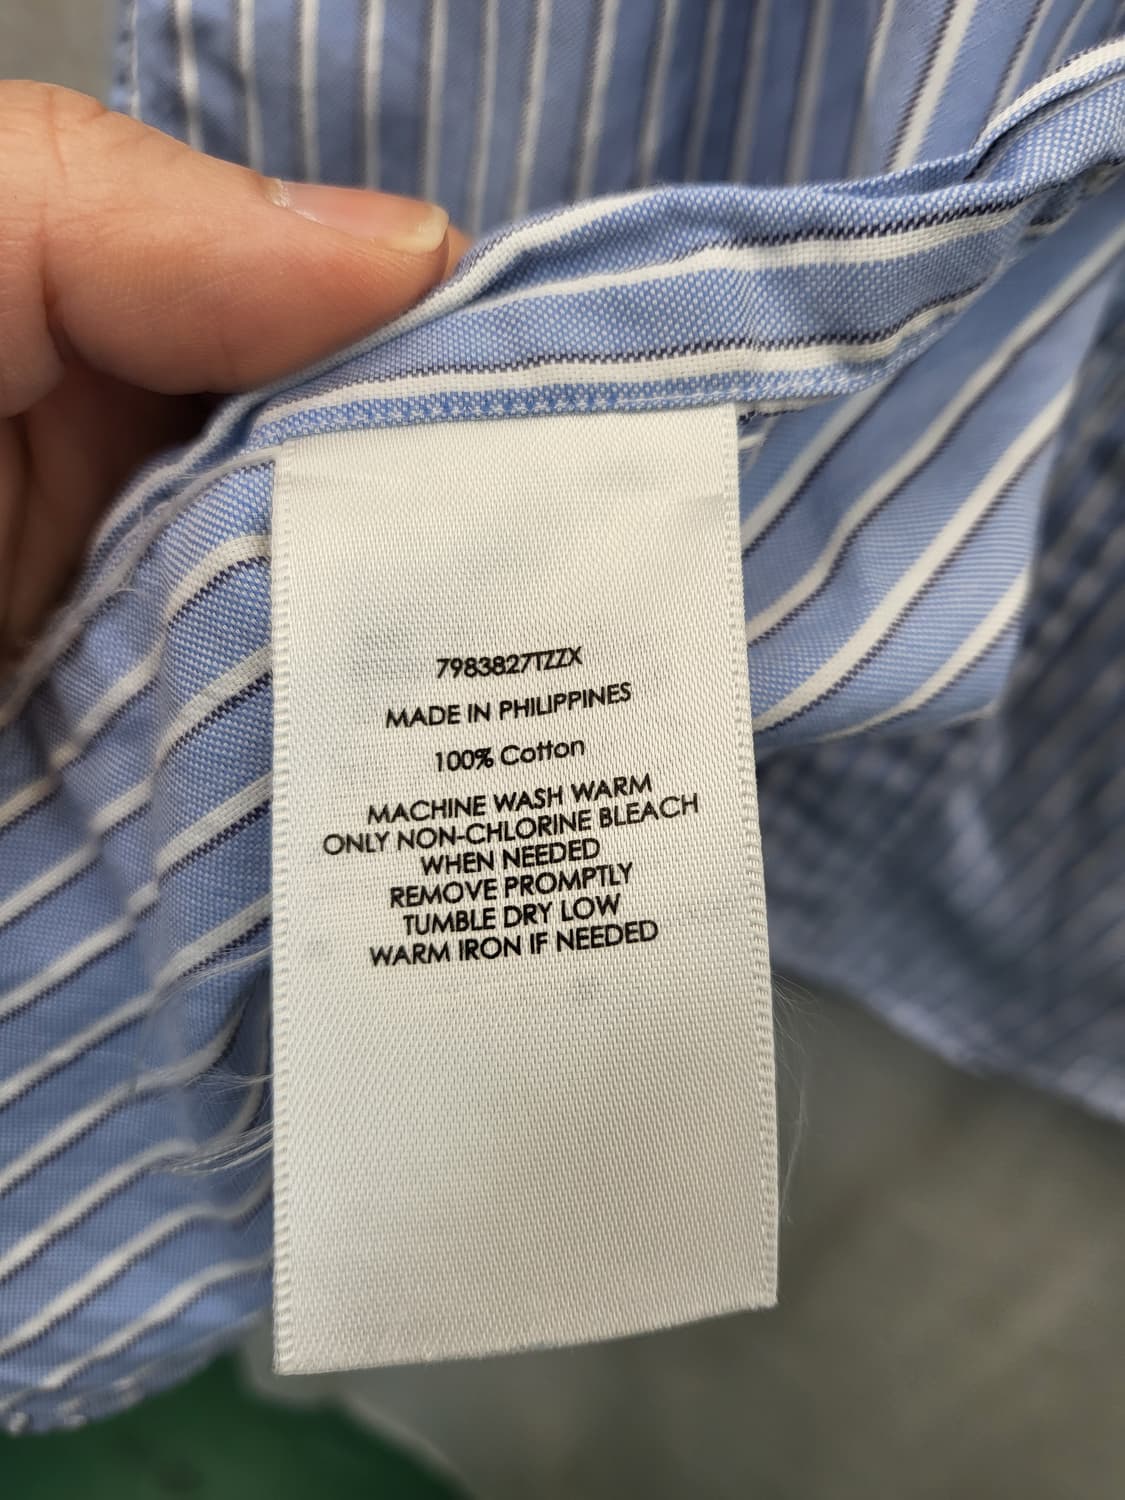 7983827TZZX
MADE IN PHILIPPINES
100% Cotton
MACHINE WASH WARM
ONLY NON-CHLORINE BLEACH
WHEN NEEDED
REMOVE PROMPTLY
TUMBLE DRY LOW
WARM IRON IF NEEDED